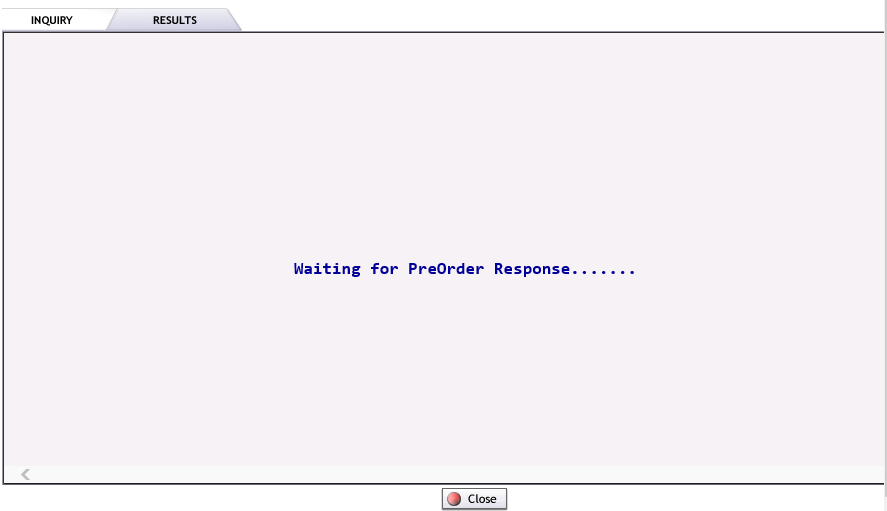 INQUIRY
RESULTS
Waiting for PreOrder Response.......
Close